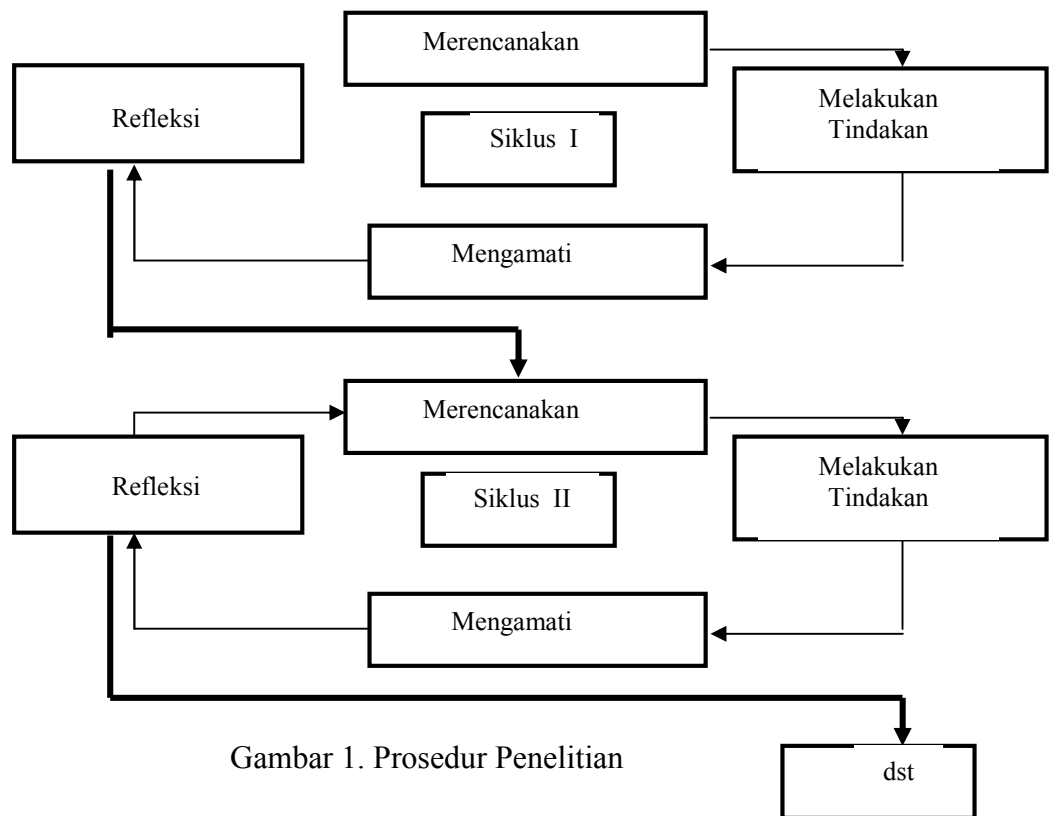 Merencanakan
Refleksi
Melakukan
Tindakan
Siklus I
Mengamati
Merencanakan
Refleksi
Melakukan
Tindakan
Siklus II
Mengamati
Gambar 1. Prosedur Penelitian
dst